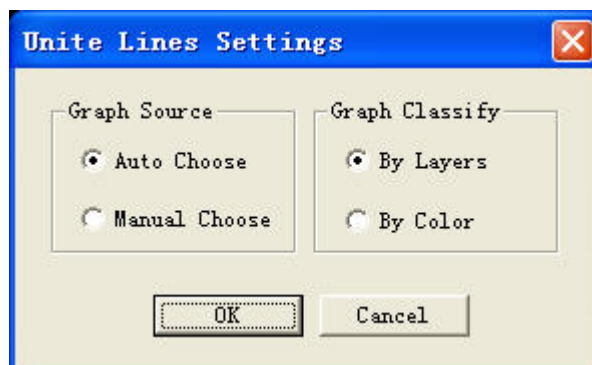 Unite Lines Settings
Graph Source
Auto Choose
Manual Choose
Graph Classify
By Layers
By Color
OK
Cancel